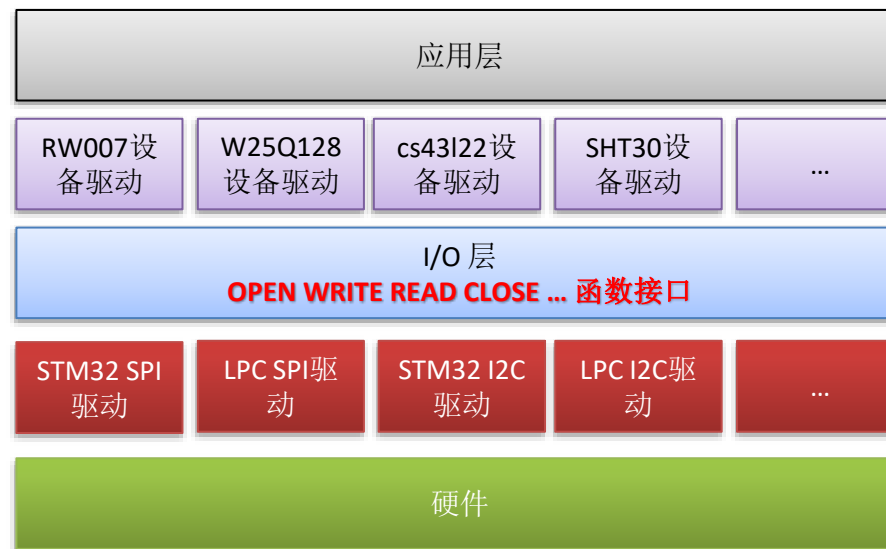 应用层
RW007设
备驱动
W25Q128
设备驱动
cs43l22设
备驱动
SHT30设
备驱动
...
I/O 层
OPEN WRITE READ CLOSE ... 函数接口
STM32 SPI
驱动
LPC SPI驱
动
STM32 I2C
驱动
LPC I2C驱
动
...
硬件